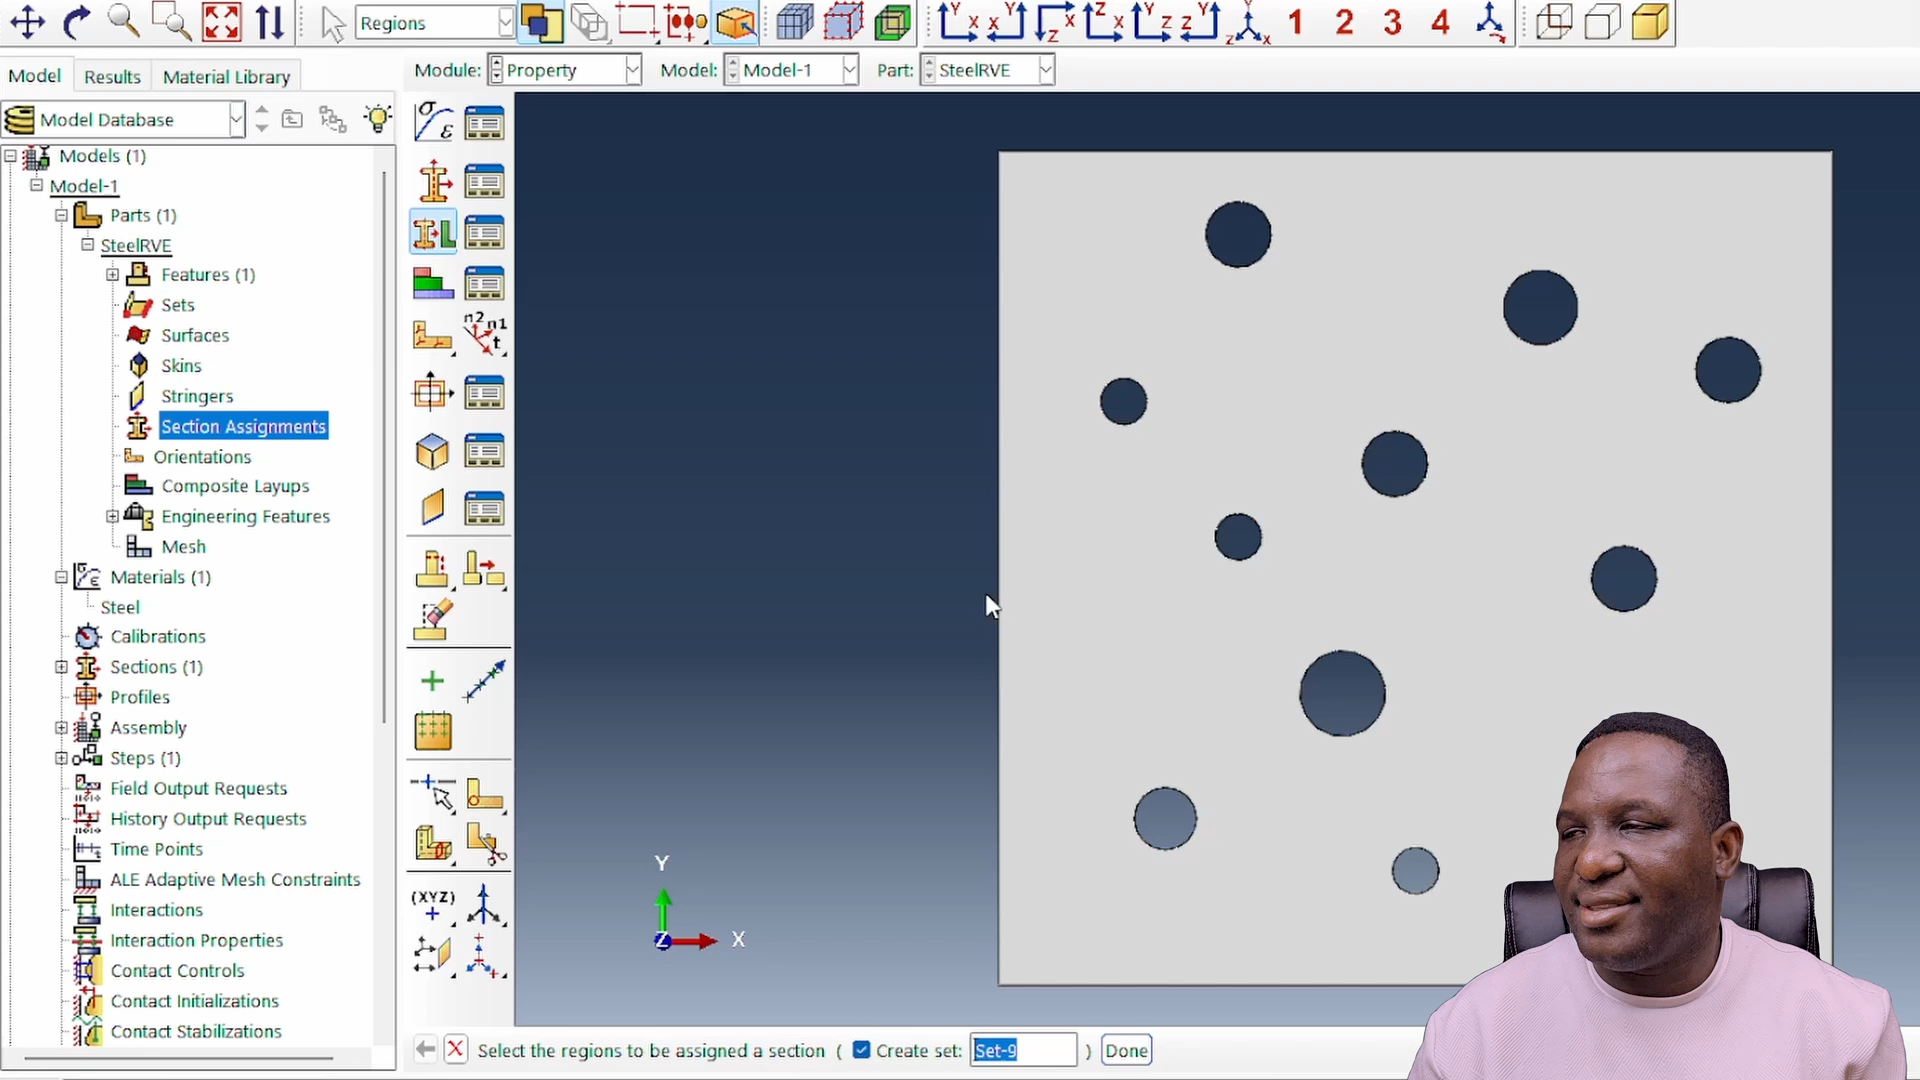 Regions
1 2 3 4
Model Results Material Library
Module: Property Model: Model-1 Part: SteelRVE
Model Database
Models (1)
Model-1
Parts (1)
SteelRVE
Features (1)
Sets
Surfaces
Skins
Stringers
Section Assignments
Orientations
Composite Layups
Engineering Features
Mesh
Materials (1)
Steel
Calibrations
Sections (1)
Profiles
Assembly
Steps (1)
Field Output Requests
History Output Requests
Time Points
ALE Adaptive Mesh Constraints
Interactions
Interaction Properties
Contact Controls
Contact Initializations
Contact Stabilizations
σ
ε
n2 n1
t
(XYZ)
Y
Z X
Select the regions to be assigned a section ( Create set: Set-9 ) Done